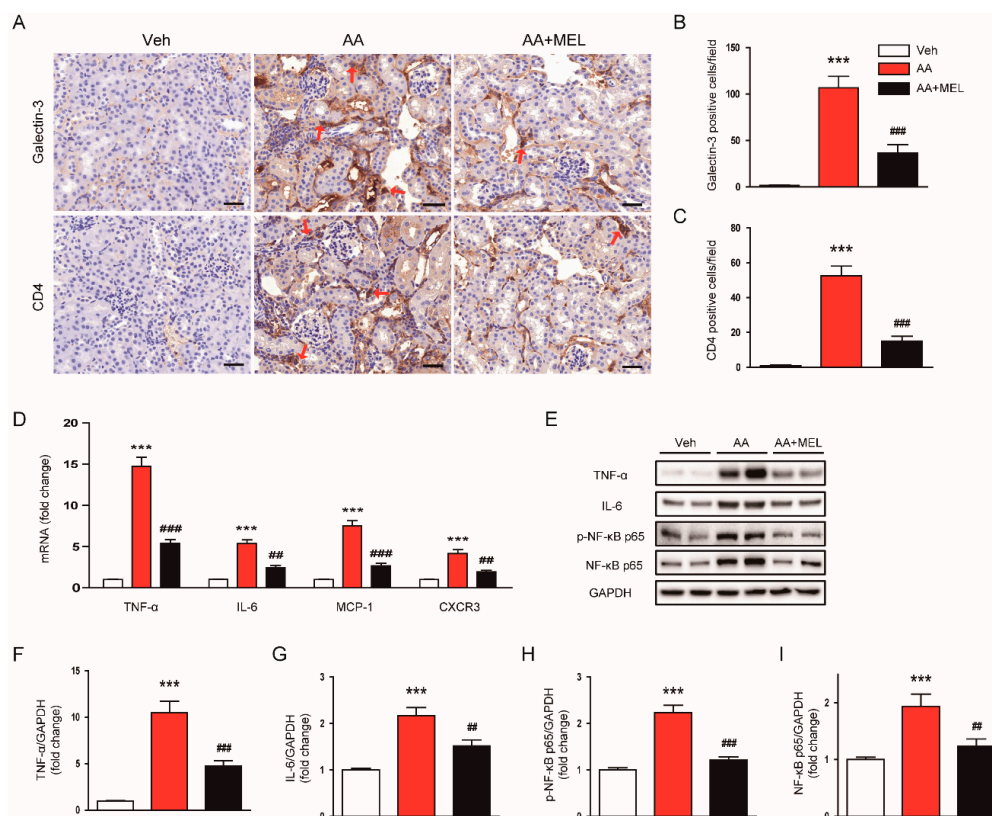 A
Veh
AA
AA+MEL
Galectin-3
CD4
B
Galectin-3 positive cells/field
150
100
50
0
***
###
Veh
AA
AA+MEL
C
CD4 positive cells/field
60
40
20
0
***
###
D
mRNA (fold change)
20
15
10
5
0
***
###
***
##
***
###
***
##
TNF-α
IL-6
MCP-1
CXCR3
E
Veh
AA
AA+MEL
TNF-α
IL-6
p-NF-κB p65
NF-κB p65
GAPDH
F
TNF-α/GAPDH
(fold change)
15
10
5
0
***
###
G
IL-6/GAPDH
(fold change)
3
2
1
0
***
##
H
p-NF-κB p65/GAPDH
(fold change)
3
2
1
0
***
###
I
NF-κB p65/GAPDH
(fold change)
3
2
1
0
***
##